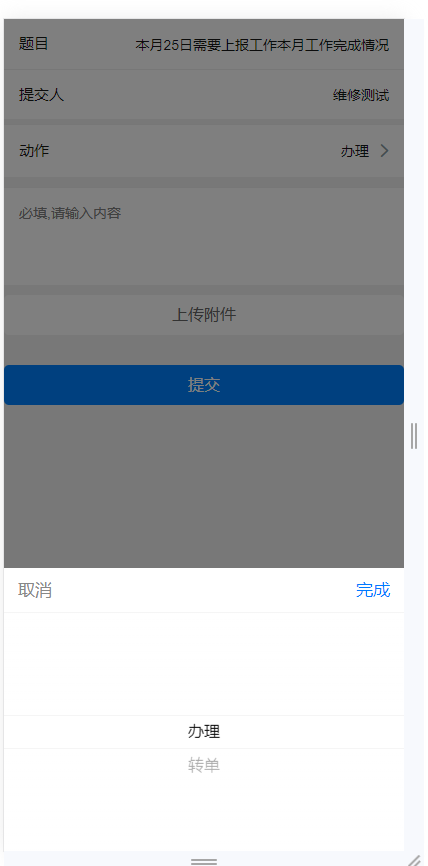 题目 本月25日需要上报工作本月工作完成情况
提交人 维修测试
动作 办理
必填,请输入内容
上传附件
提交
取消 完成
办理
转单